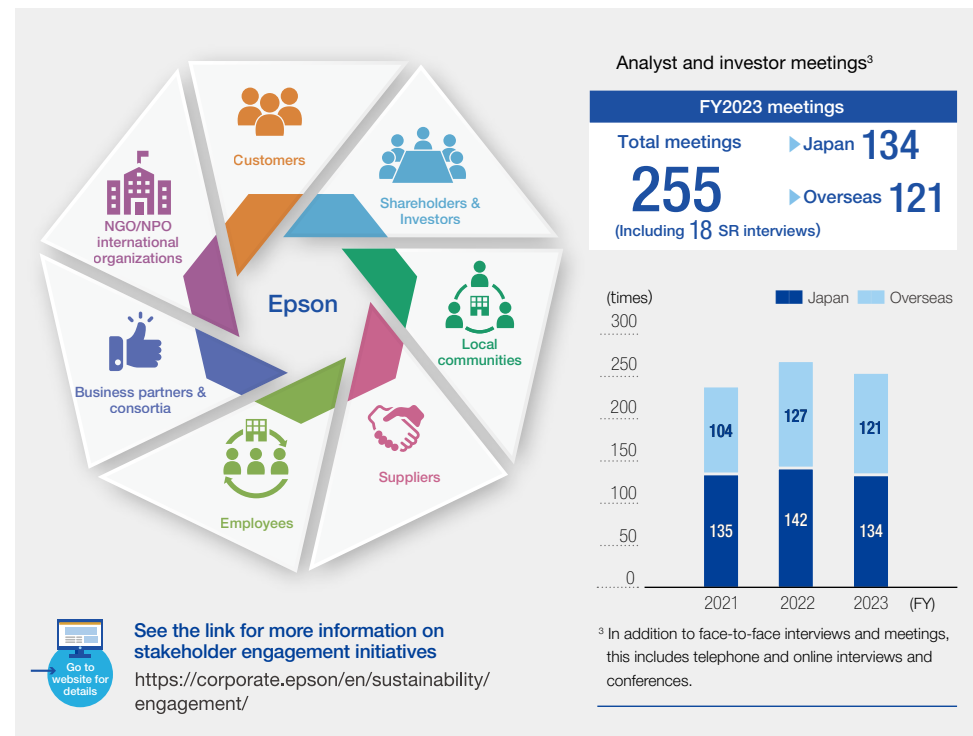 Customers
Shareholders &
Investors
NGO/NPO
international
organizations
Epson
Local
communities
Business partners &
consortia
Suppliers
Employees
Go to
website for
details
See the link for more information on
stakeholder engagement initiatives
https://corporate.epson/en/sustainability/
engagement/
Analyst and investor meetings³
FY2023 meetings
Total meetings
255
(Including 18 SR interviews)
Japan 134
Overseas 121
(times)
Japan Overseas
300
250
200
150
100
50
0
104
127
121
135
142
134
2021 2022 2023 (FY)
³ In addition to face-to-face interviews and meetings,
this includes telephone and online interviews and
conferences.